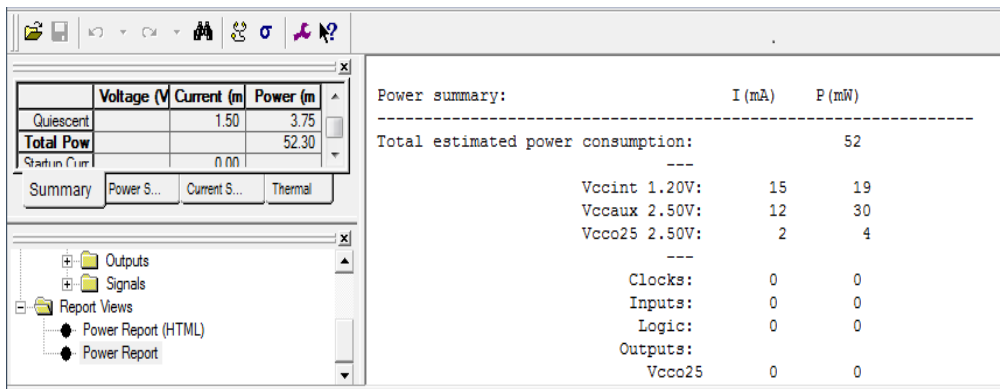 Voltage (V Current (m Power (m
Quiescent 1.50 3.75
Total Pow 52.30
Startup Curr 0.00
Summary Power S... Current S... Thermal
Outputs
Signals
Report Views
Power Report (HTML)
Power Report
Power summary: I(mA) P(mW)
Total estimated power consumption: 52
---
Vccint 1.20V: 15 19
Vccaux 2.50V: 12 30
Vcco25 2.50V: 2 4
---
Clocks: 0 0
Inputs: 0 0
Logic: 0 0
Outputs:
Vcco25 0 0